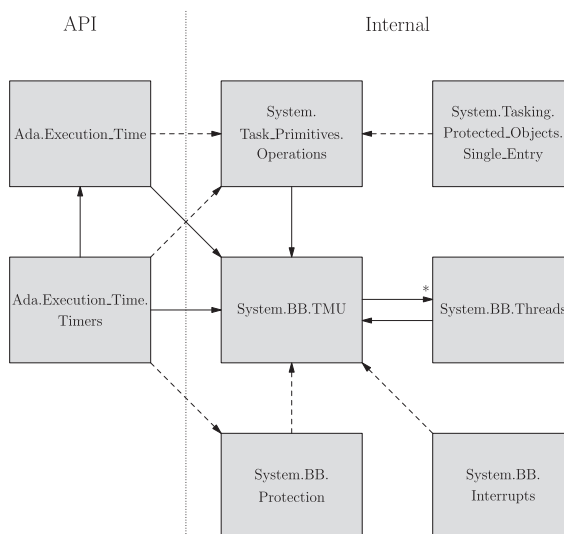 API
Internal
Ada.Execution_Time
System.
Task_Primitives.
Operations
System.Tasking.
Protected_Objects.
Single_Entry
Ada.Execution_Time.
Timers
System.BB.TMU
*
System.BB.Threads
System.BB.
Protection
System.BB.
Interrupts